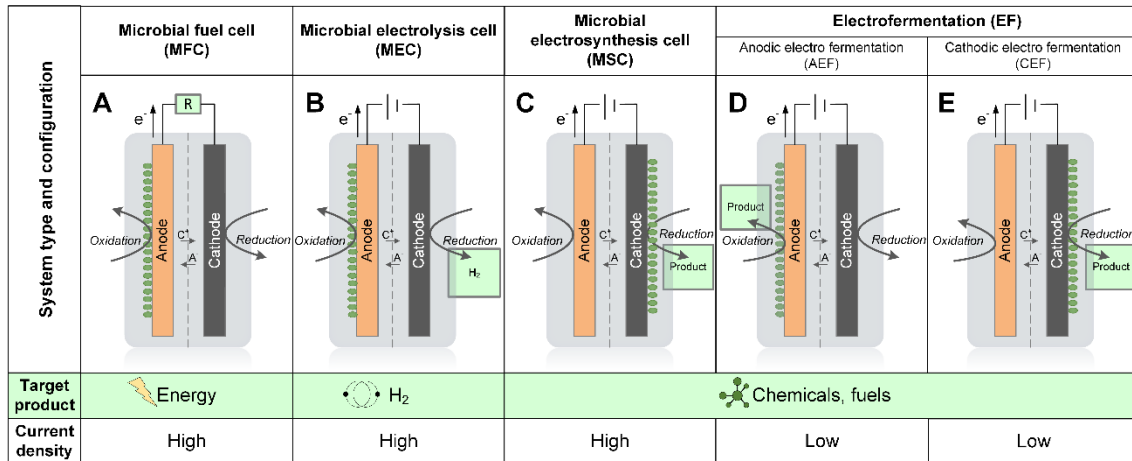 Microbial fuel cell
(MFC)
Microbial electrolysis cell
(MEC)
Microbial
electrosynthesis cell
(MSC)
Electrofermentation (EF)
Anodic electro fermentation
(AEF)
Cathodic electro fermentation
(CEF)
System type and configuration
A
R
e-
Oxidation
Anode
C+
A-
Cathode
Reduction
B
e-
Oxidation
Anode
C+
A-
Cathode
Reduction
H2
C
e-
Oxidation
Anode
C+
A-
Cathode
Reduction
Product
D
e-
Product
Oxidation
Anode
C+
A-
Cathode
Reduction
E
e-
Oxidation
Anode
C+
A-
Cathode
Reduction
Product
Target
product
Energy
H2
Chemicals, fuels
Current
density
High
High
High
Low
Low